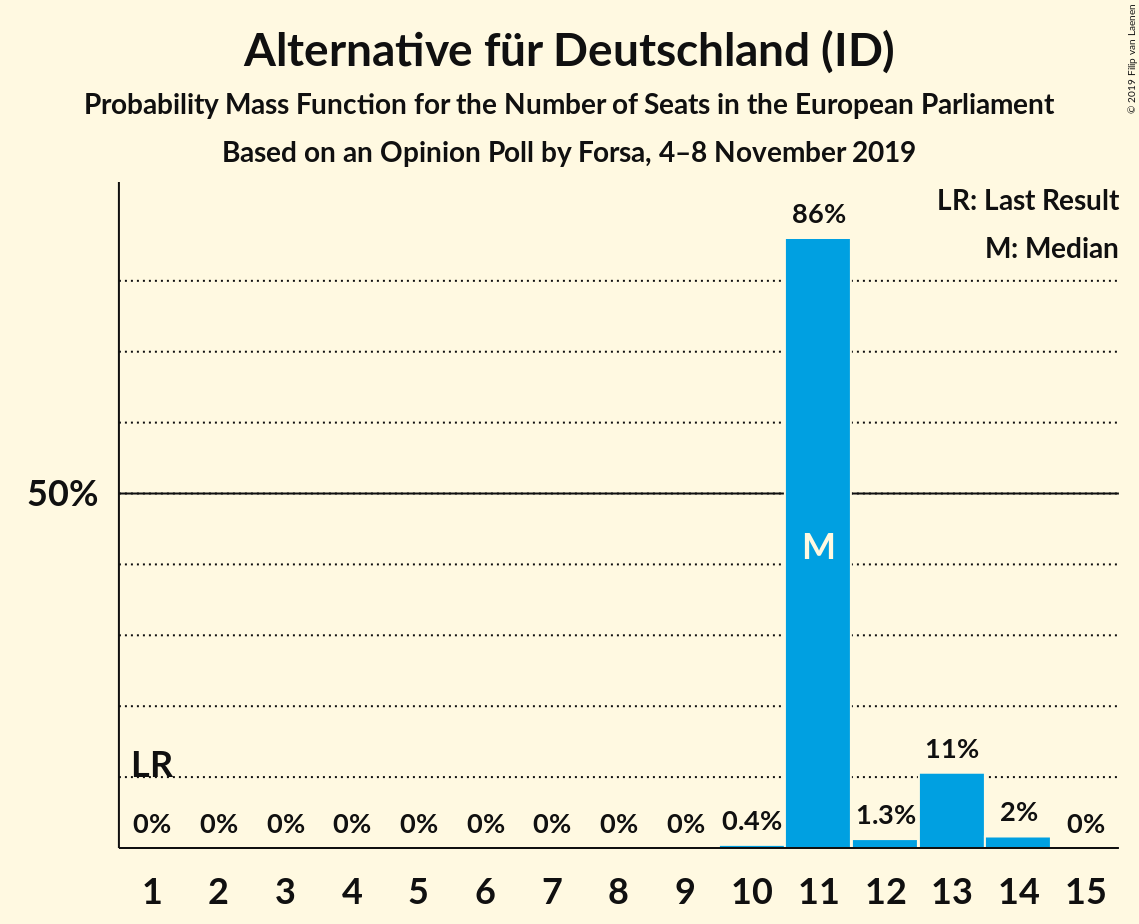 Alternative für Deutschland (ID)
Probability Mass Function for the Number of Seats in the European Parliament
Based on an Opinion Poll by Forsa, 4–8 November 2019
© 2019 Filip van Laenen
LR: Last Result
M: Median
86%
50%
M
LR
11%
0% 0% 0% 0% 0% 0% 0% 0% 0% 0.4% 1.3% 2% 0%
1 2 3 4 5 6 7 8 9 10 11 12 13 14 15